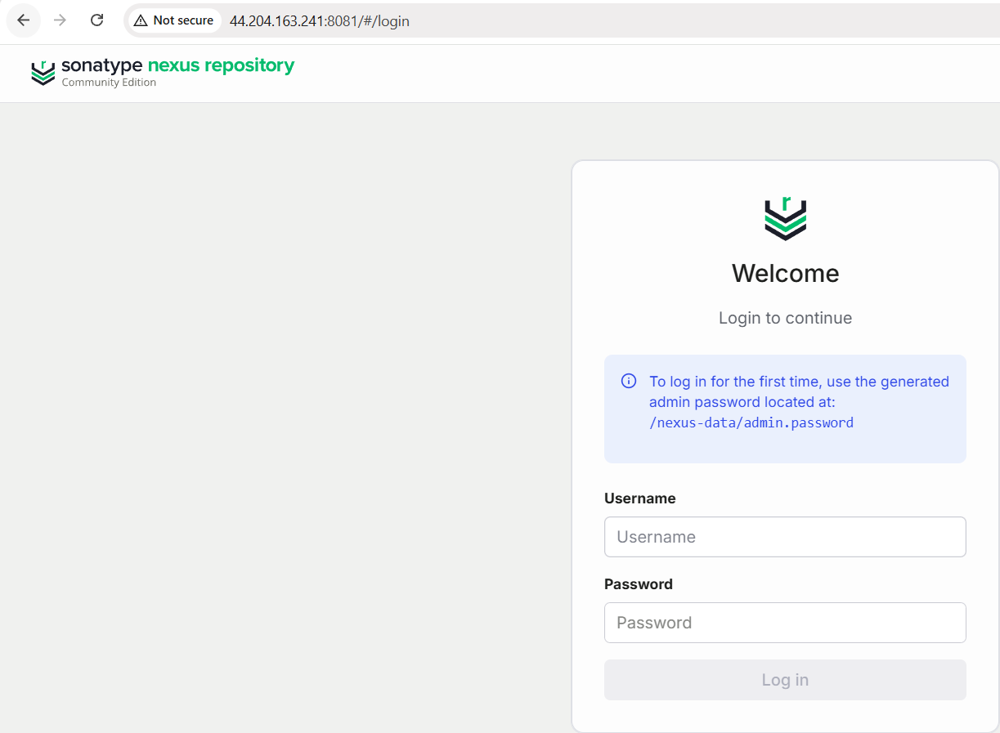 Not secure 44.204.163.241:8081/#/login
sonatype nexus repository
Community Edition
r
Welcome
Login to continue
To log in for the first time, use the generated
admin password located at:
/nexus-data/admin.password
Username
Username
Password
Password
Log in